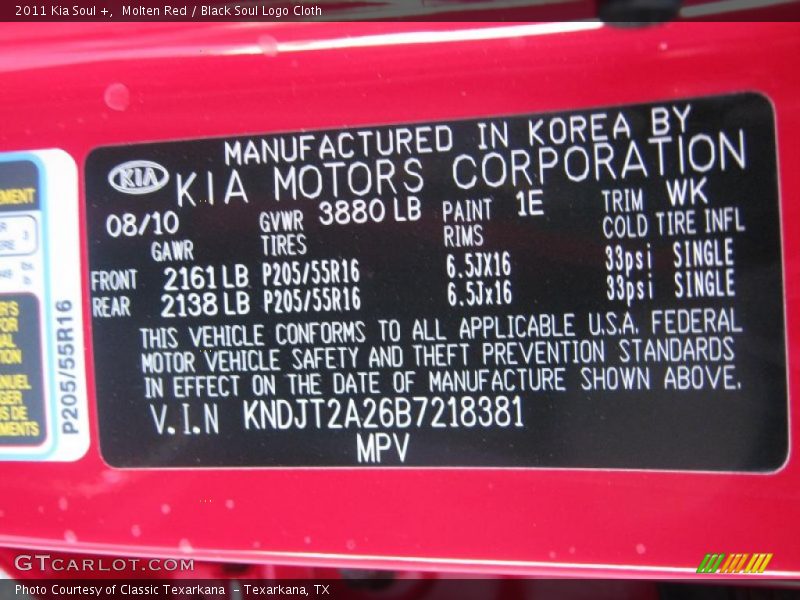 2011 Kia Soul +, Molten Red / Black Soul Logo Cloth
MANUFACTURED IN KOREA BY
KIA KIA MOTORS CORPORATION
08/10 GVWR 3880 LB PAINT 1E TRIM WK
GAWR TIRES RIMS COLD TIRE INFL
FRONT 2161 LB P205/55R16 6.5JX16 33psi SINGLE
REAR 2138 LB P205/55R16 6.5Jx16 33psi SINGLE
THIS VEHICLE CONFORMS TO ALL APPLICABLE U.S.A. FEDERAL
MOTOR VEHICLE SAFETY AND THEFT PREVENTION STANDARDS
IN EFFECT ON THE DATE OF MANUFACTURE SHOWN ABOVE.
V.I.N KNDJT2A26B7218381
MPV
P205/55R16
GTCARLOT.COM
Photo Courtesy of Classic Texarkana - Texarkana, TX